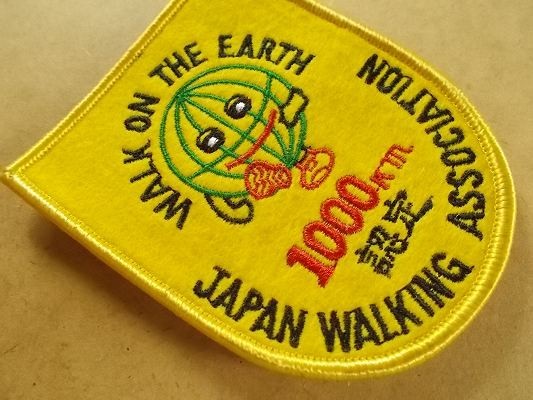 WALK ON THE EARTH
1000Km
認定
JAPAN WALKING ASSOCIATION